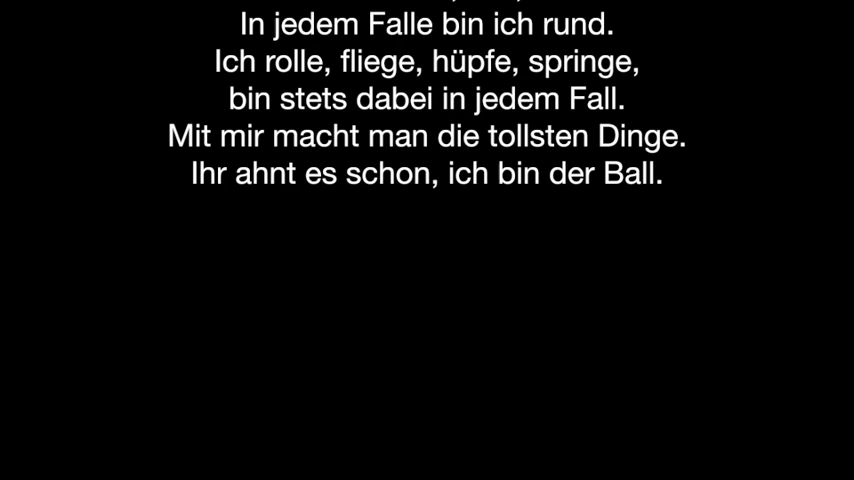 In jedem Falle bin ich rund.
Ich rolle, fliege, hüpfe, springe,
bin stets dabei in jedem Fall.
Mit mir macht man die tollsten Dinge.
Ihr ahnt es schon, ich bin der Ball.